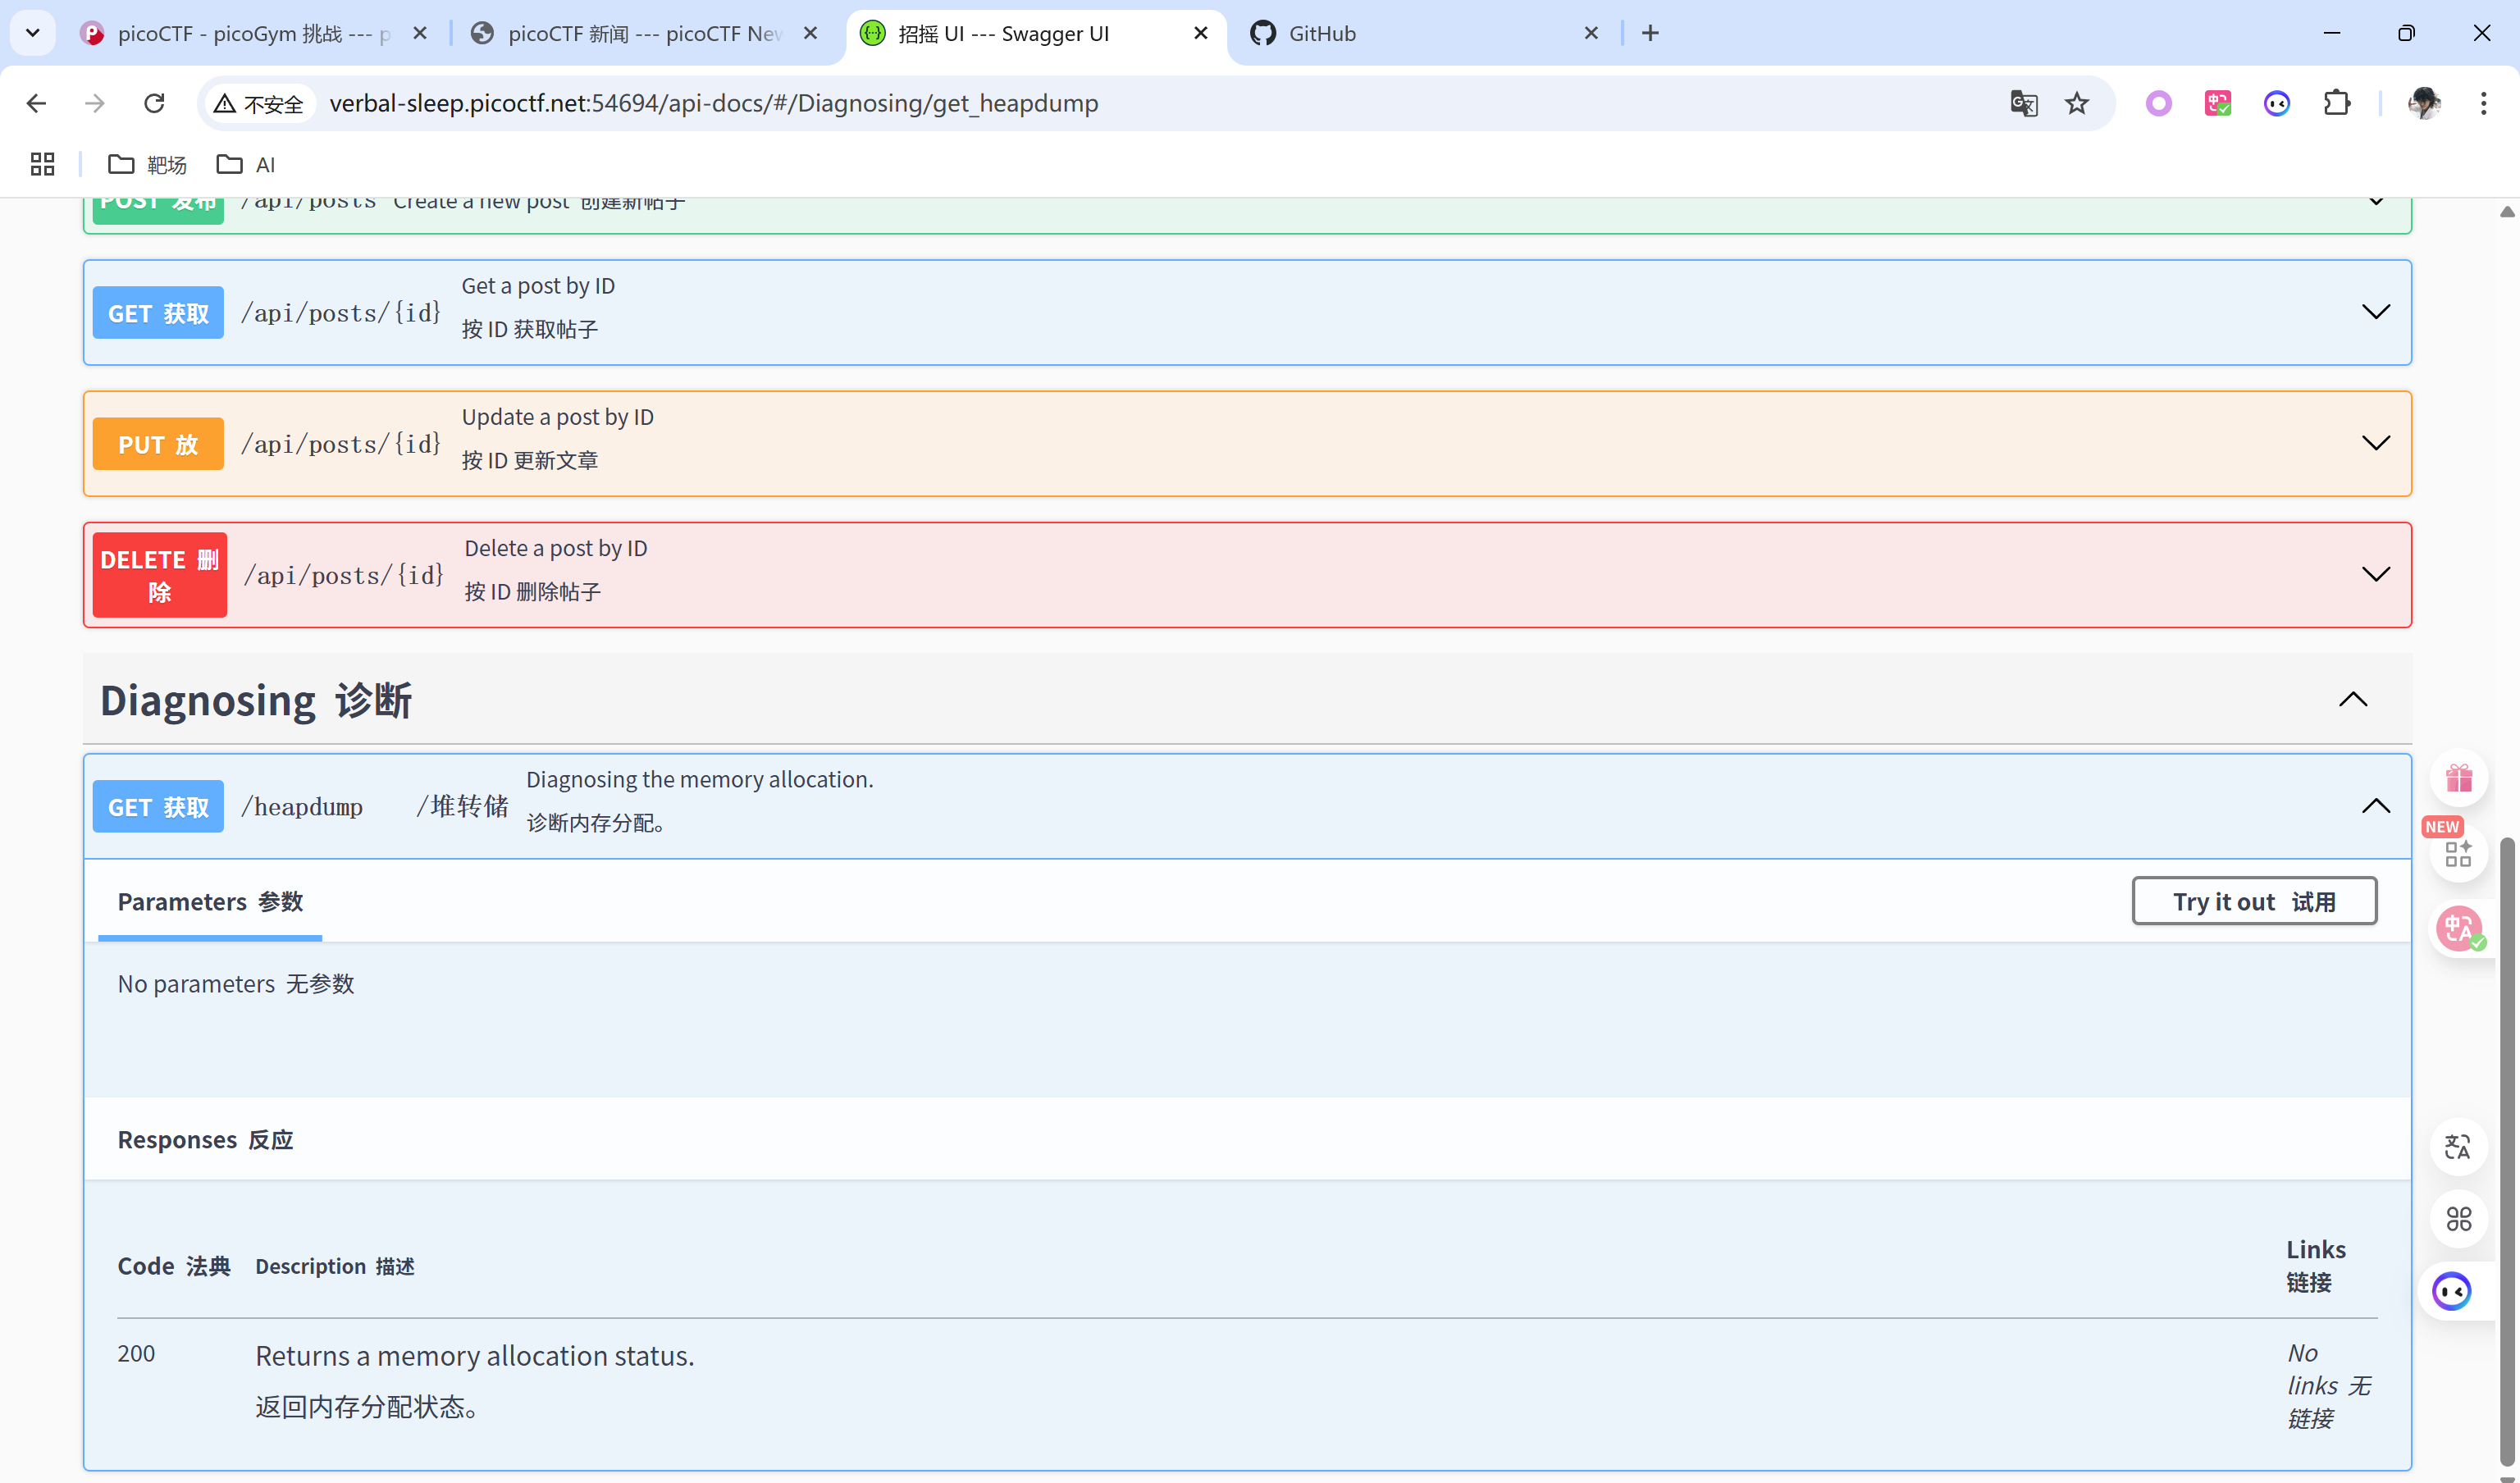 picoCTF - picoGym 挑战 --- p
picoCTF 新闻 --- picoCTF Nev
招摇 UI --- Swagger UI
GitHub
不安全
verbal-sleep.picoctf.net:54694/api-docs/#/Diagnosing/get_heapdump
靶场
AI
POST 发布 /api/posts Create a new post 创建新帖子
GET 获取 /api/posts/{id} Get a post by ID
按 ID 获取帖子
PUT 放 /api/posts/{id} Update a post by ID
按 ID 更新文章
DELETE 删
除
/api/posts/{id} Delete a post by ID
按 ID 删除帖子
Diagnosing 诊断
GET 获取 /heapdump /堆转储 Diagnosing the memory allocation.
诊断内存分配。
Parameters 参数
Try it out 试用
No parameters 无参数
NEW
Responses 反应
Code 法典 Description 描述
Links
链接
200 Returns a memory allocation status.
返回内存分配状态。
No
links 无
链接